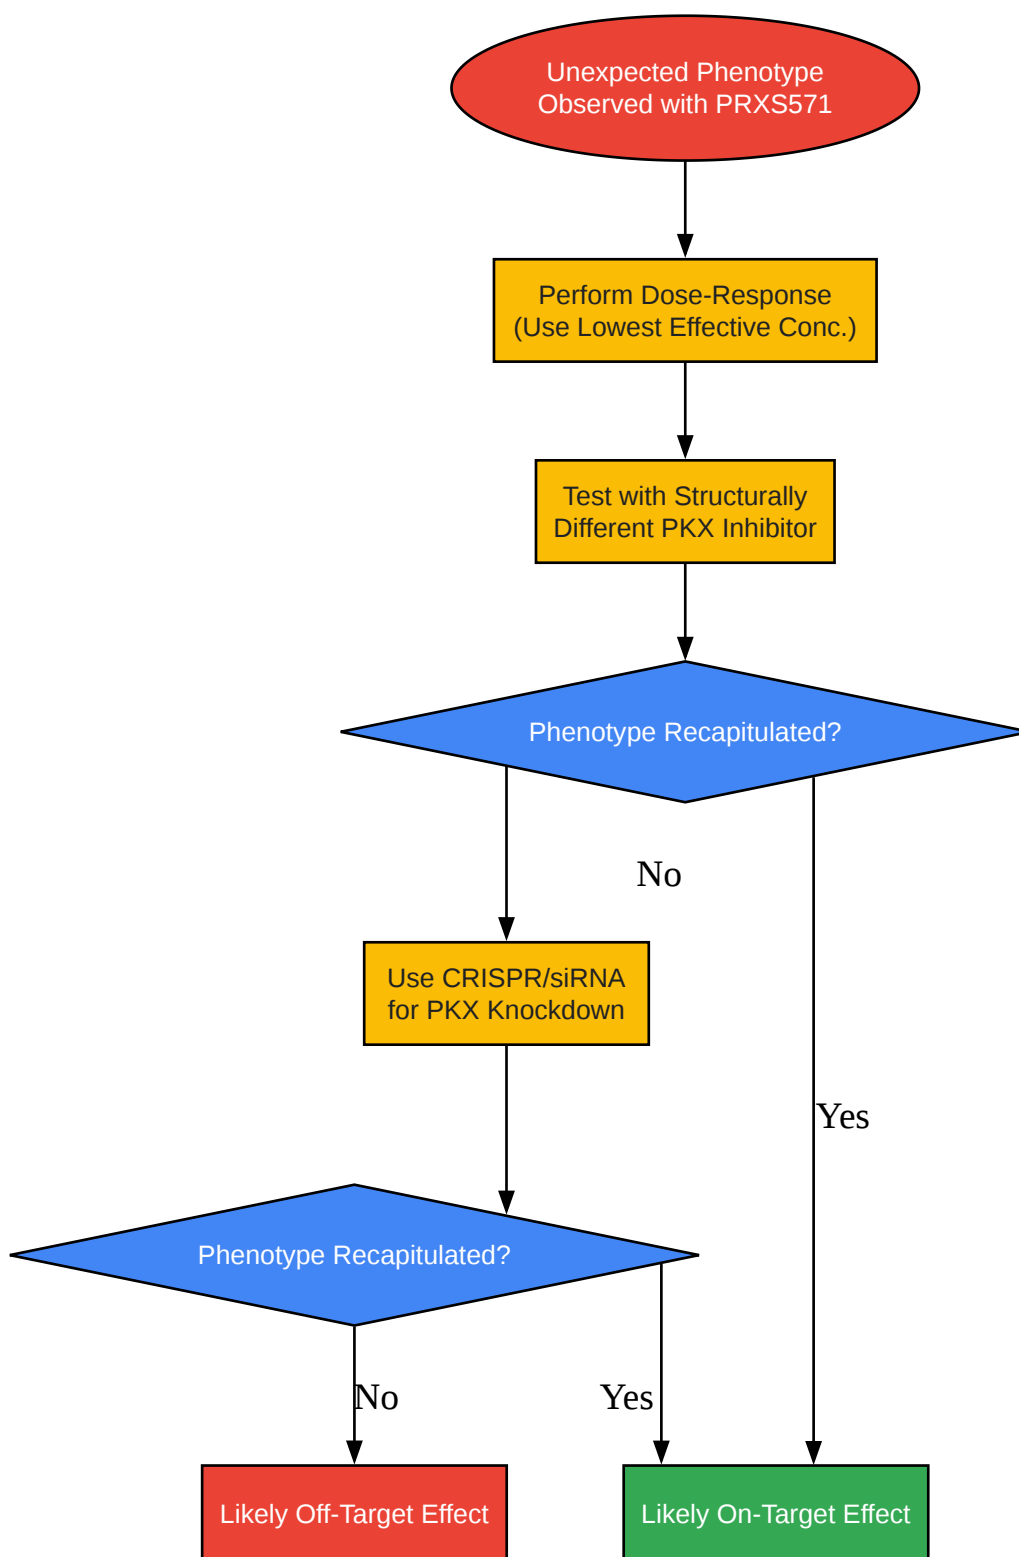 Unexpected Phenotype
Observed with PRXS571
Perform Dose-Response
(Use Lowest Effective Conc.)
Test with Structurally
Different PKX Inhibitor
Phenotype Recapitulated?
No
Use CRISPR/siRNA
for PKX Knockdown
Yes
Phenotype Recapitulated?
No
Yes
Likely Off-Target Effect
Likely On-Target Effect